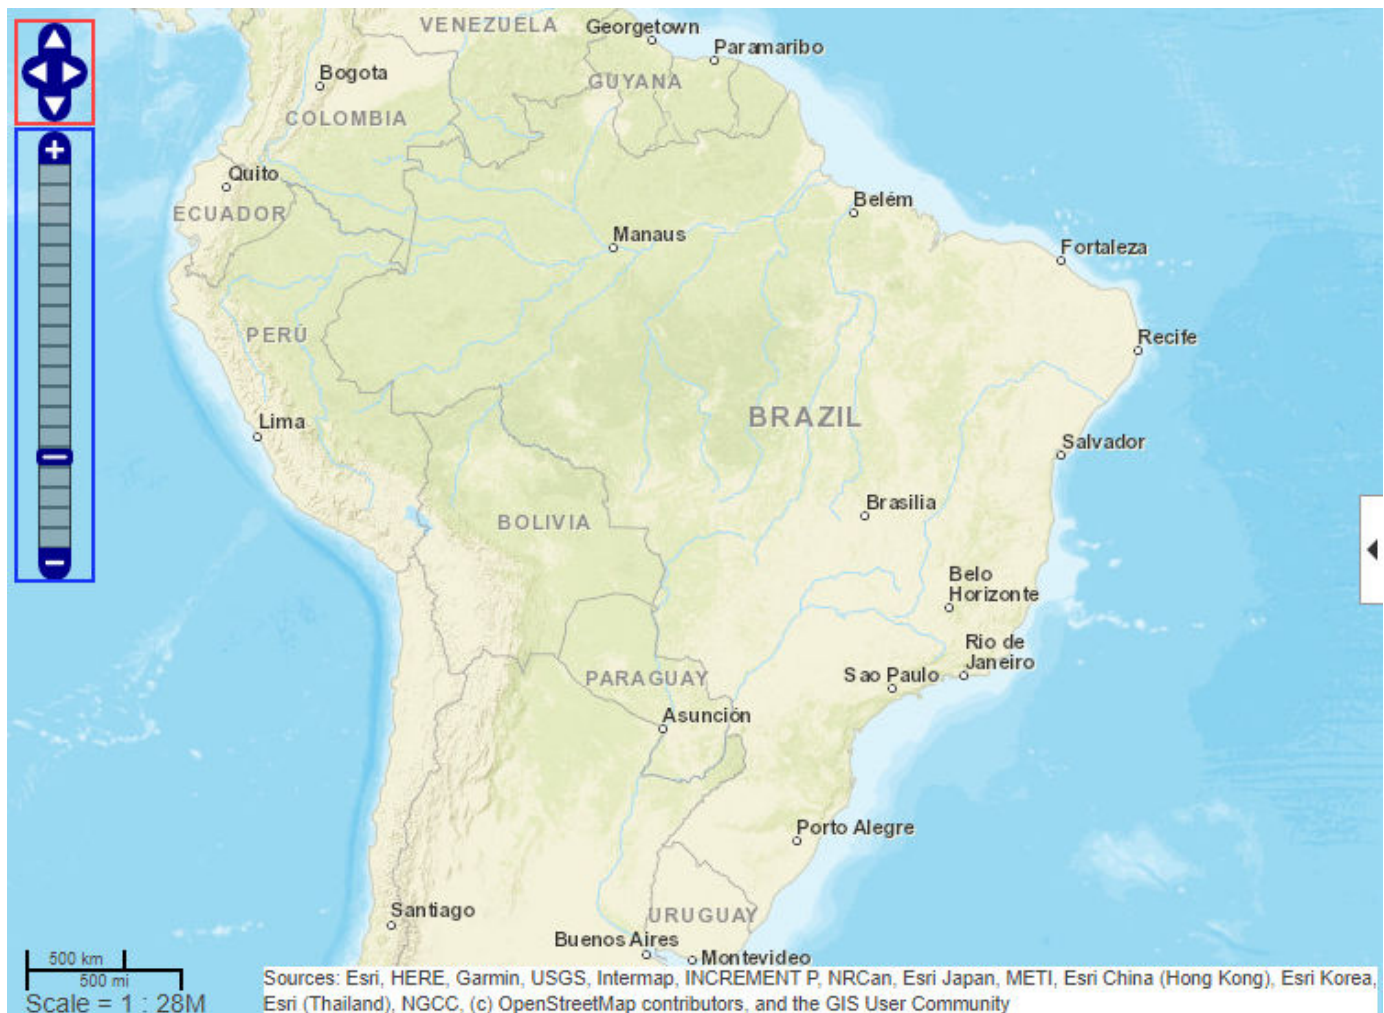 VENEZUELA
Georgetown
Paramaribo
Bogota
GUYANA
COLOMBIA
Quito
Belém
ECUADOR
Manaus
Fortaleza
PERÚ
Recife
BRAZIL
Lima
Salvador
Brasilia
BOLIVIA
Belo
Horizonte
Rio de
Janeiro
Sao Paulo
PARAGUAY
Asunción
Porto Alegre
Santiago
URUGUAY
Buenos Aires
Montevideo
500 km
500 mi
Scale = 1 : 28M
Sources: Esri, HERE, Garmin, USGS, Intermap, INCREMENT P, NRCan, Esri Japan, METI, Esri China (Hong Kong), Esri Korea,
Esri (Thailand), NGCC, (c) OpenStreetMap contributors, and the GIS User Community